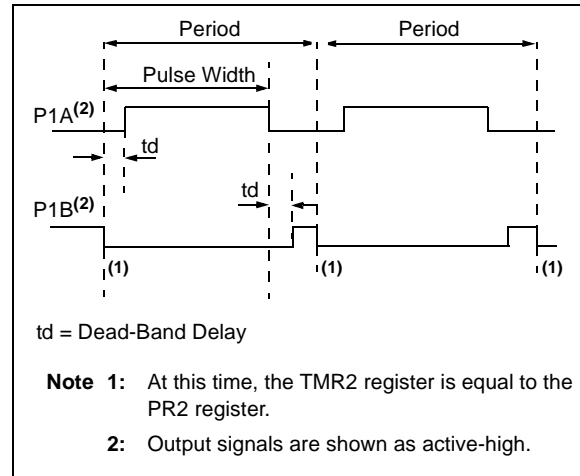 Period Period
Pulse Width
P1A(2)
td
td
P1B(2)
(1) (1) (1)
td = Dead-Band Delay
Note 1: At this time, the TMR2 register is equal to the
PR2 register.
2: Output signals are shown as active-high.